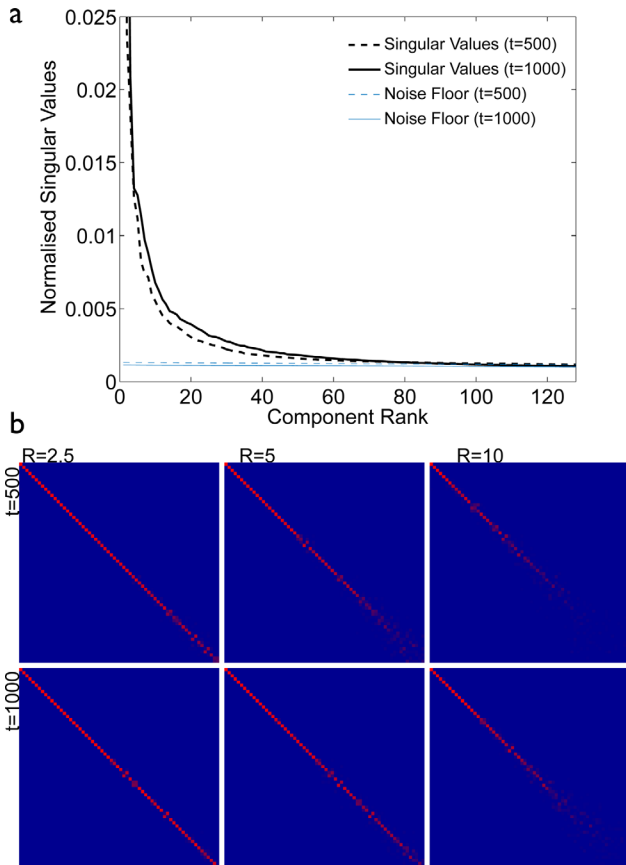 a
Normalised Singular Values
0.025
0.02
0.015
0.01
0.005
0
Singular Values (t=500)
Singular Values (t=1000)
Noise Floor (t=500)
Noise Floor (t=1000)
0 20 40 60 80 100 120
Component Rank
b
R=2.5 R=5 R=10
t=500
t=1000